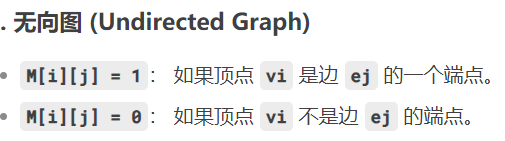 . 无向图 (Undirected Graph)
M[i][j] = 1： 如果顶点 vi 是边 ej 的一个端点。
M[i][j] = 0： 如果顶点 vi 不是边 ej 的端点。